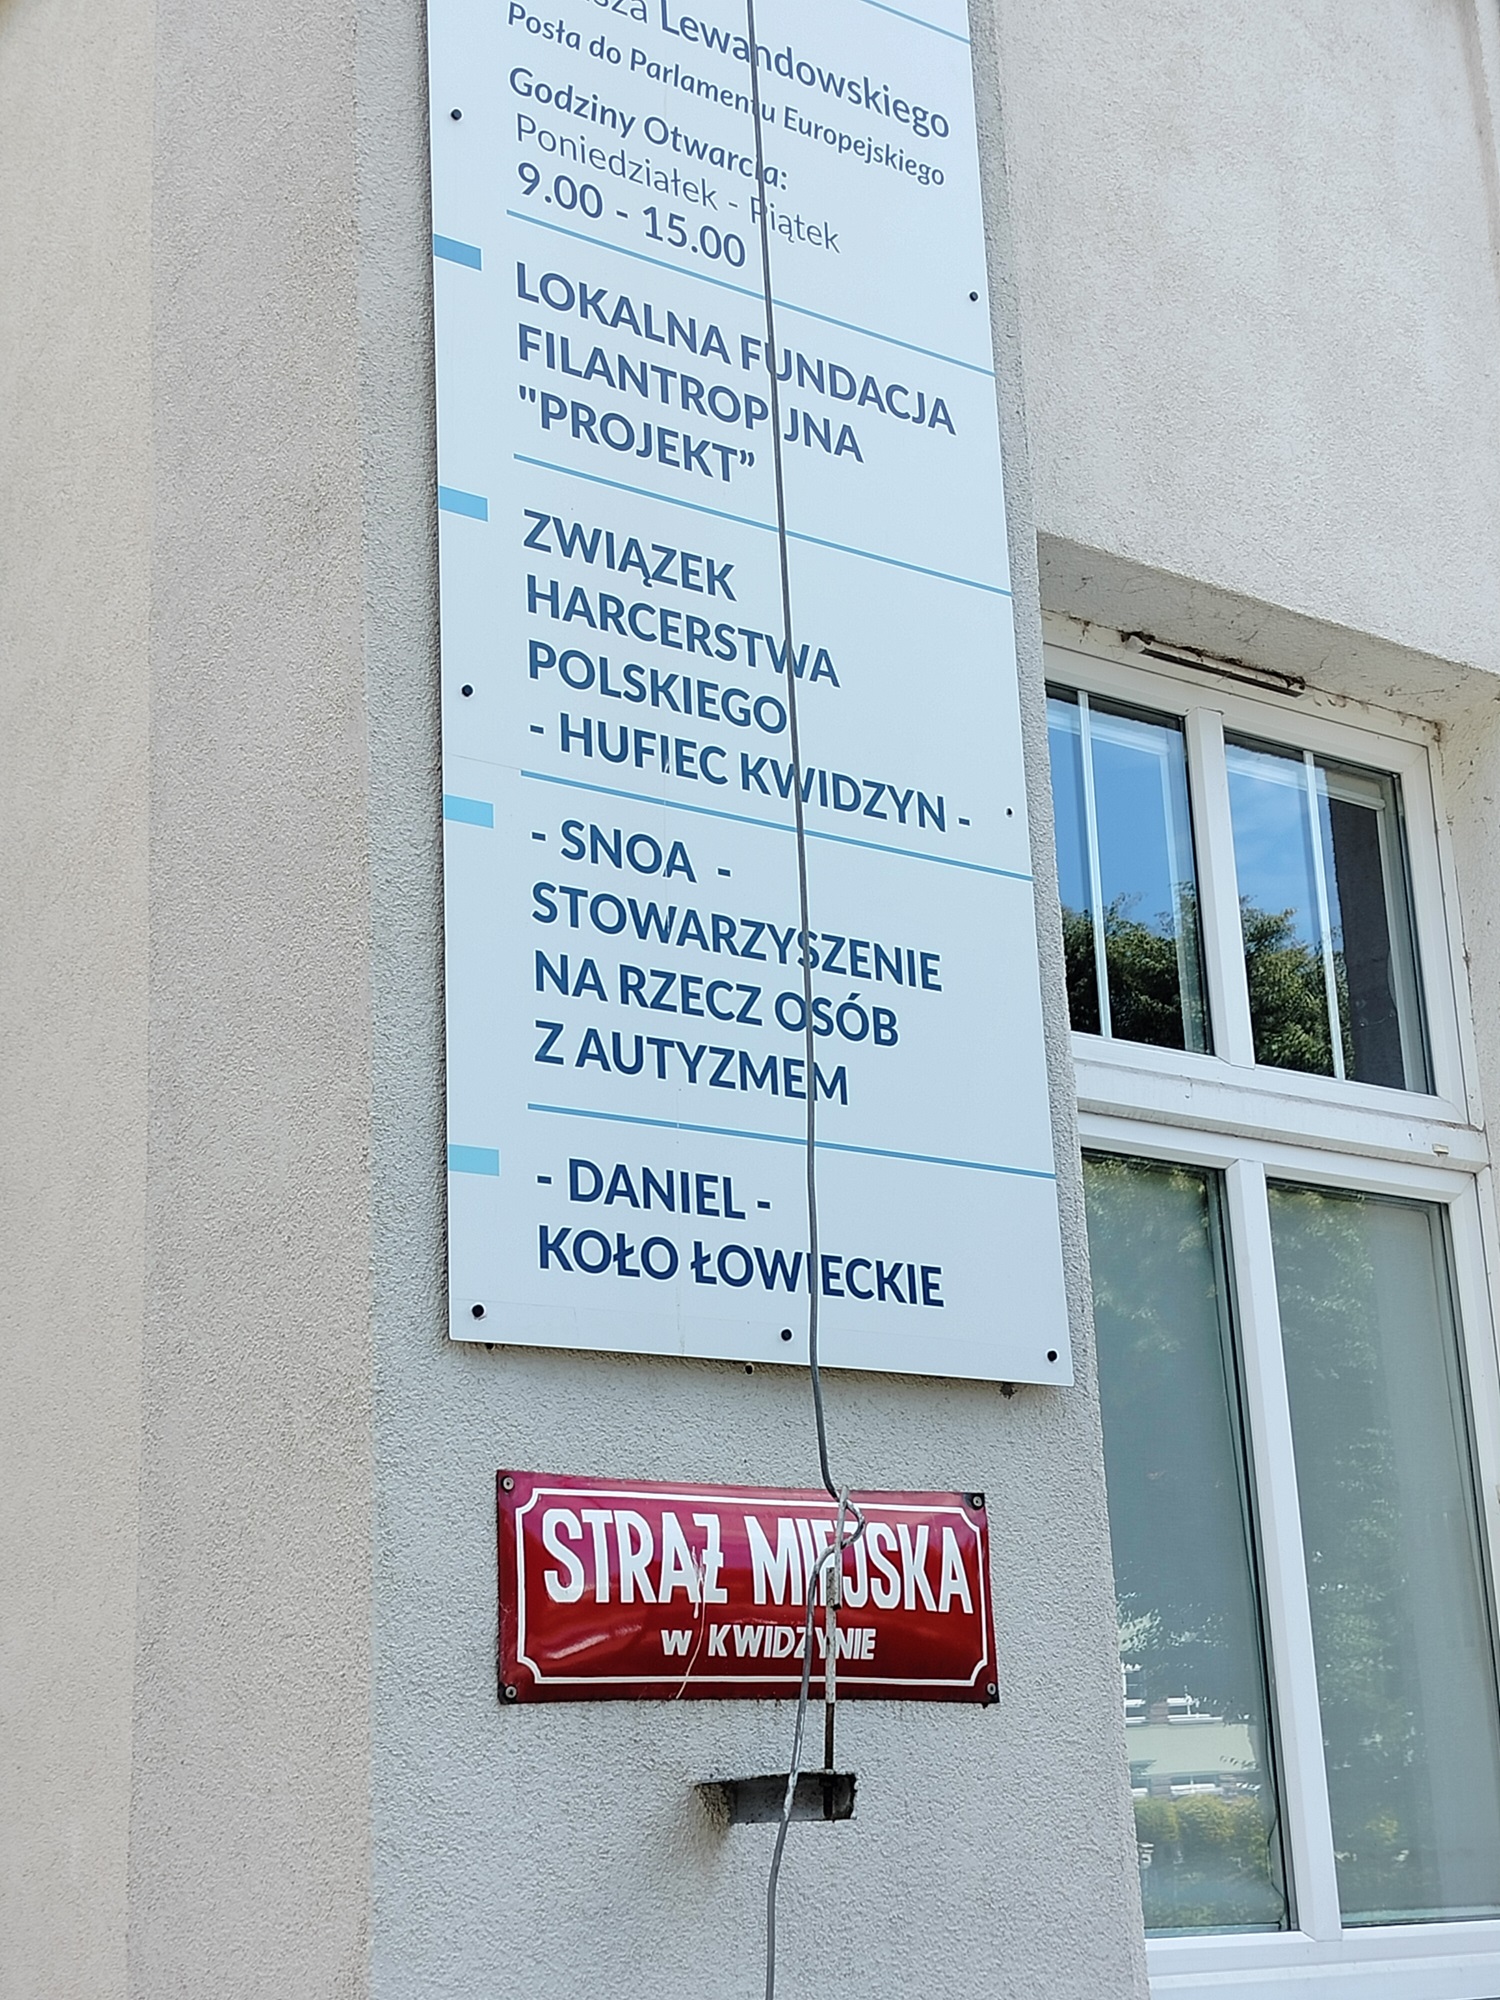 Lewandowskiego
Posła do Parlamentu Europejskiego
Godziny Otwarcia:
Poniedziałek - Piątek
9.00 - 15.00
LOKALNA FUNDACJA
FILANTROPIJNA
"PROJEKT”
ZWIĄZEK
HARCERSTWA
POLSKIEGO
- HUFIEC KWIDZYN -
- SNOA -
STOWARZYSZENIE
NA RZECZ OSÓB
Z AUTYZMEM
- DANIEL -
KOŁO ŁOWIECKIE
STRAŻ MIEJSKA
w KWIDZYNIE